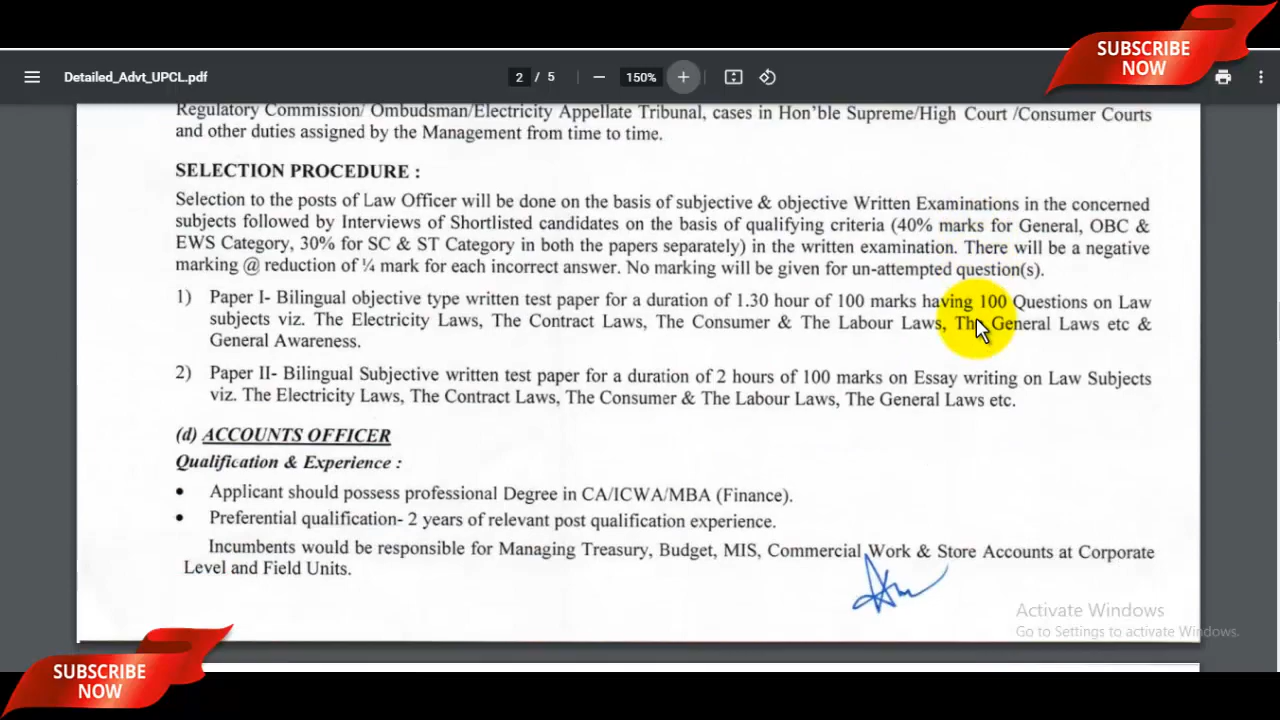 SUBSCRIBE
NOW
Detailed_Advt_UPCL.pdf
2 / 5
150%
Regulatory Commission/ Ombudsman/Electricity Appellate Tribunal, cases in Hon'ble Supreme/High Court /Consumer Courts
and other duties assigned by the Management from time to time.
SELECTION PROCEDURE :
Selection to the posts of Law Officer will be done on the basis of subjective & objective Written Examinations in the concerned
subjects followed by Interviews of Shortlisted candidates on the basis of qualifying criteria (40% marks for General, OBC &
EWS Category, 30% for SC & ST Category in both the papers separately) in the written examination. There will be a negative
marking @ reduction of ¼ mark for each incorrect answer. No marking will be given for un-attempted question(s).
1) Paper I- Bilingual objective type written test paper for a duration of 1.30 hour of 100 marks having 100 Questions on Law
subjects viz. The Electricity Laws, The Contract Laws, The Consumer & The Labour Laws, The General Laws etc &
General Awareness.
2) Paper II- Bilingual Subjective written test paper for a duration of 2 hours of 100 marks on Essay writing on Law Subjects
viz. The Electricity Laws, The Contract Laws, The Consumer & The Labour Laws, The General Laws etc.
(d) ACCOUNTS OFFICER
Qualification & Experience :
• Applicant should possess professional Degree in CA/ICWA/MBA (Finance).
• Preferential qualification- 2 years of relevant post qualification experience.
Incumbents would be responsible for Managing Treasury, Budget, MIS, Commercial Work & Store Accounts at Corporate
Level and Field Units.
Activate Windows
Go to Settings to activate Windows.
SUBSCRIBE
NOW